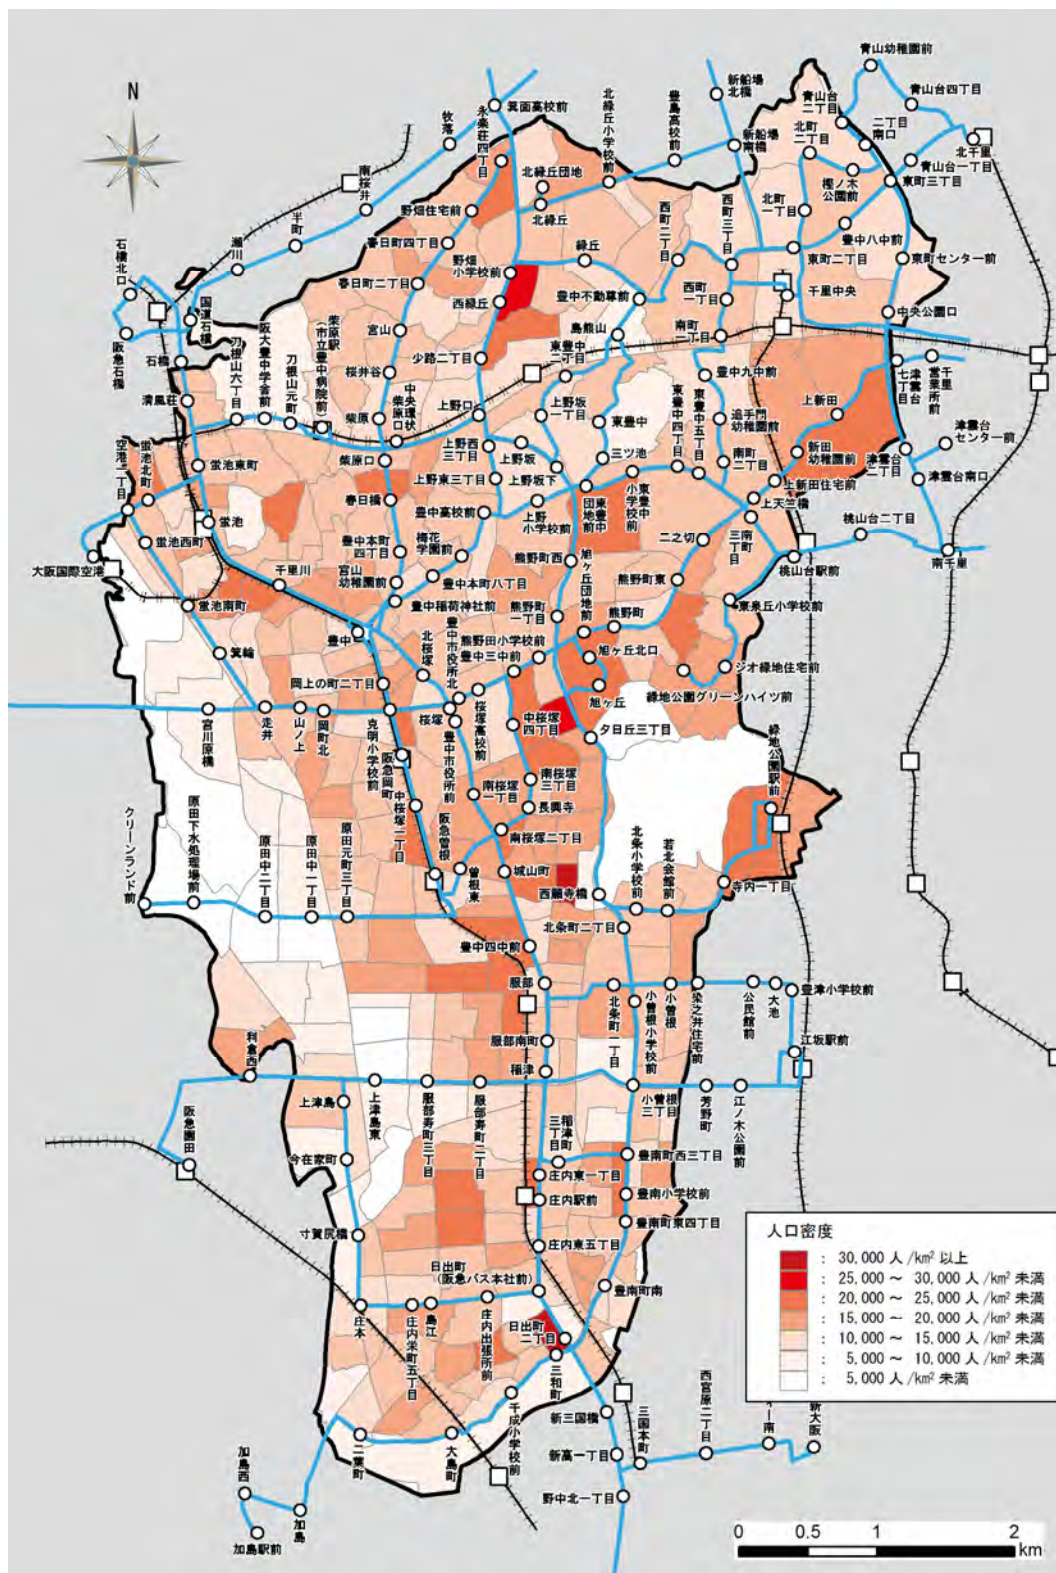 N
青山幼稚園前
青山台四丁目
青山台二丁目
二丁目南口
北千里
青山台一丁目
東町三丁目
北町二丁目
樫ノ木公園前
北町一丁目
豊中八中前
東町二丁目
東町センター前
千里中央
中央公園口
新船場北橋
新船場南橋
豊島高校前
北緑丘小学校前
箕面高校前
永楽荘四丁目
牧落
南桜井
半町
瀬川
石橋北口
国道石橋
阪急石橋
石橋
清風荘
北緑丘団地
北緑丘
野畑住宅前
春日町四丁目
野畑小学校前
春日町二丁目
緑丘
西緑丘
豊中不動尊前
西町二丁目
西町三丁目
西町一丁目
島熊山
南町一丁目
東豊中二丁目
宮山
少路二丁目
桜井谷
柴原駅(市立豊中病院前)
刀根山元町
阪大豊中学舎前
刀根山六丁目
中央環状柴原口
柴原
上野口
上野坂一丁目
東豊中
東豊中四丁目
東豊中五丁目
豊中九中前
追手門幼稚園前
上新田
新田幼稚園前
津雲台七丁目
千里営業所前
津雲台センター前
津雲台二丁目
津雲台南口
上新田住宅前
南町二丁目
上天竺橋
三ツ池
上野坂
上野西三丁目
柴原口
蛍池北町
空港一丁目
蛍池東町
上野東三丁目
上野坂下
春日橋
豊中高校前
上野小学校前
東豊中団地前
東豊中小学校前
二之切
南町三丁目
桃山台二丁目
桃山台駅前
南千里
蛍池
蛍池西町
大阪国際空港
豊中本町四丁目
梅花学園前
熊野町西
旭ヶ丘団地前
宮山幼稚園前
豊中本町八丁目
千里川
蛍池南町
豊中稲荷神社前
熊野町一丁目
熊野町東
熊野町
東泉丘小学校前
豊中
北桜塚
豊中市役所北
熊野田小学校前
豊中三中前
旭ヶ丘北口
ジオ緑地住宅前
緑地公園グリーンハイツ前
箕輪
岡上の町二丁目
旭ヶ丘
宮川原橋
走井
山ノ上
岡町北
克明小学校前
桜塚
桜塚高校前
豊中市役所前
中桜塚四丁目
夕日丘三丁目
緑地公園駅前
阪急岡町
中桜塚一丁目
南桜塚一丁目
南桜塚三丁目
長興寺
阪急曽根
南桜塚二丁目
クリーンランド前
原田下水処理場前
原田中二丁目
原田中一丁目
原田元町三丁目
曽根東
城山町
西願寺橋
北条小学校前
若北会館前
寺内一丁目
北条町二丁目
豊中四中前
服部
北条町一丁目
小曽根小学校前
小曽根
染之井住宅前
公民館前
大池
豊津小学校前
江坂駅前
服部南町
利倉西
稲津
上津島
上津島東
服部寿町三丁目
服部寿町二丁目
小曽根三丁目
芳野町
江ノ木公園前
阪急園田
今在家町
稲津町三丁目
豊南町西三丁目
庄内東一丁目
豊南小学校前
庄内駅前
豊南町東四丁目
寸賀尻橋
庄内東五丁目
日出町(阪急バス本社前)
豊南町南
庄本
庄内栄町五丁目
島江
庄内出張所前
日出町二丁目
三和町
千成小学校前
新三国橋
三国本町
西宮原二丁目
新大阪
新高一丁目
野中北一丁目
二葉町
大島町
加島西
加島
加島駅前
人口密度
: 30,000 人/km² 以上
: 25,000 ～ 30,000 人/km² 未満
: 20,000 ～ 25,000 人/km² 未満
: 15,000 ～ 20,000 人/km² 未満
: 10,000 ～ 15,000 人/km² 未満
: 5,000 ～ 10,000 人/km² 未満
: 5,000 人/km² 未満
0 0.5 1 2
km